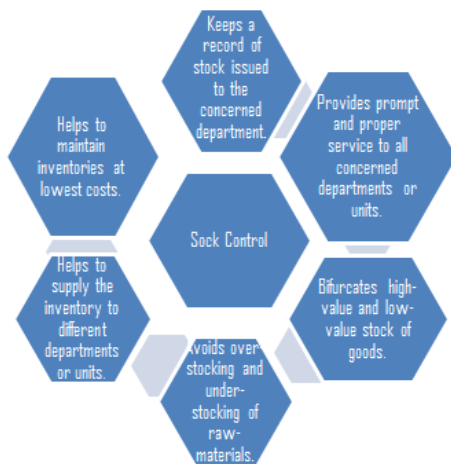 Keeps a
record of
stock issued
to the
concerned
department.
Provides prompt
and proper
service to all
concerned
departments or
units.
Bifurcates high-
value and low-
value stock of
goods.
Avoids over-
stocking and
under-
stocking of
raw-
materials.
Helps to
supply the
inventory to
different
departments
or units.
Helps to
maintain
inventories at
lowest costs.
Sock Control